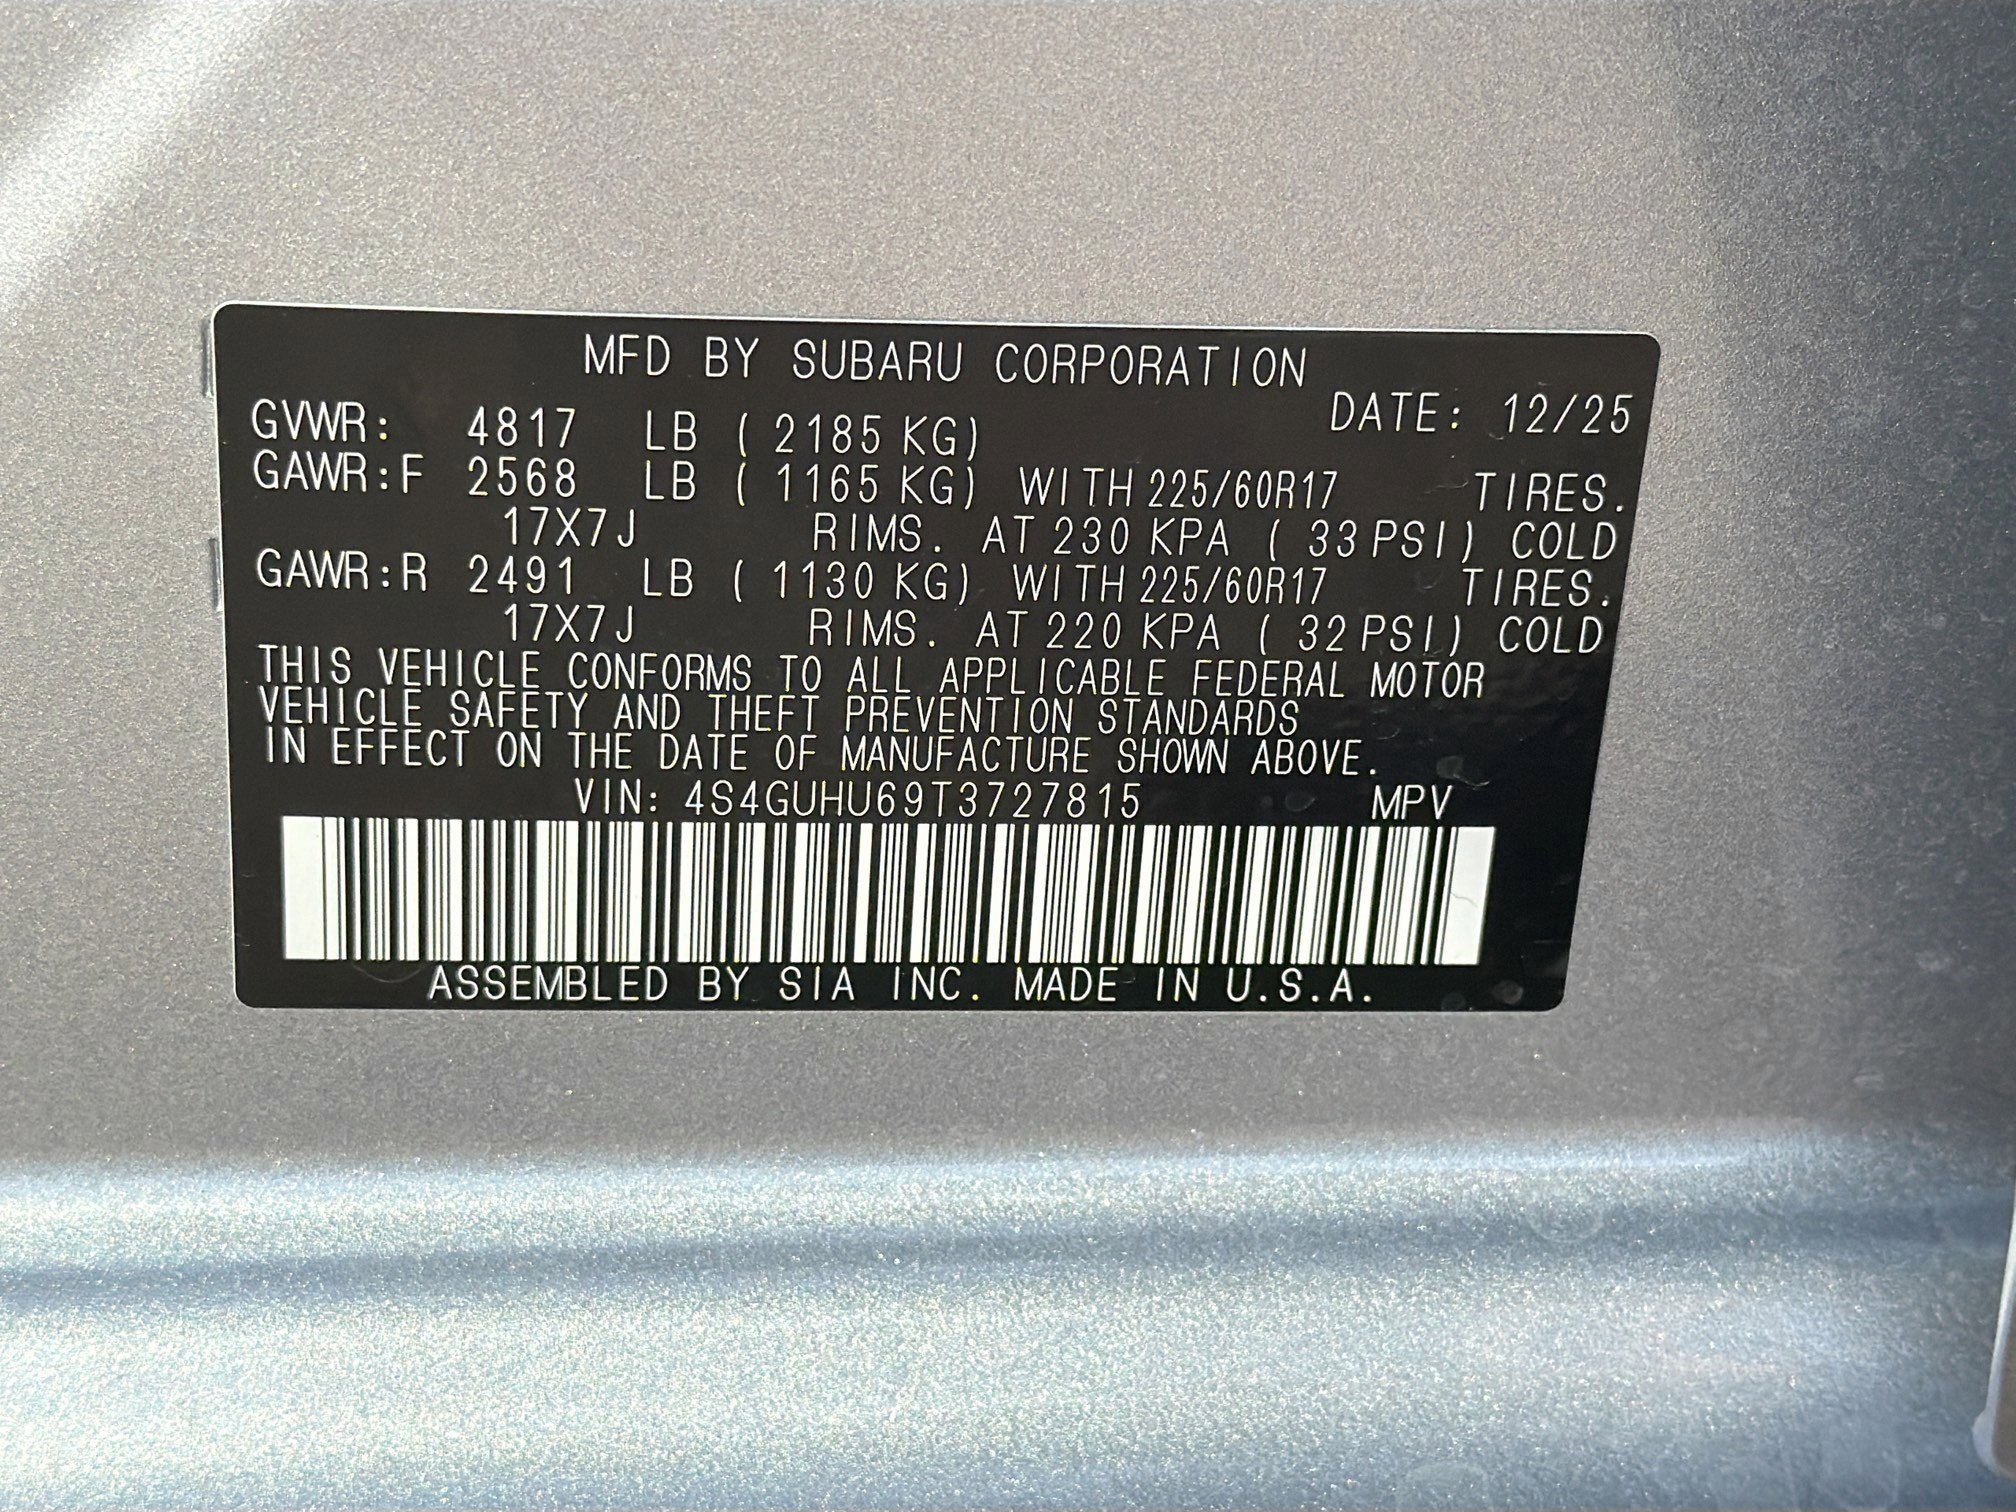 MFD BY SUBARU CORPORATION
DATE: 12/25
GVWR: 4817 LB ( 2185 KG)
GAWR:F 2568 LB ( 1165 KG) WITH 225/60R17 TIRES.
17X7J RIMS. AT 230 KPA ( 33 PSI) COLD
GAWR:R 2491 LB ( 1130 KG) WITH 225/60R17 TIRES.
17X7J RIMS. AT 220 KPA ( 32 PSI) COLD
THIS VEHICLE CONFORMS TO ALL APPLICABLE FEDERAL MOTOR
VEHICLE SAFETY AND THEFT PREVENTION STANDARDS
IN EFFECT ON THE DATE OF MANUFACTURE SHOWN ABOVE.
VIN: 4S4GUHU69T3727815 MPV
ASSEMBLED BY SIA INC. MADE IN U.S.A.